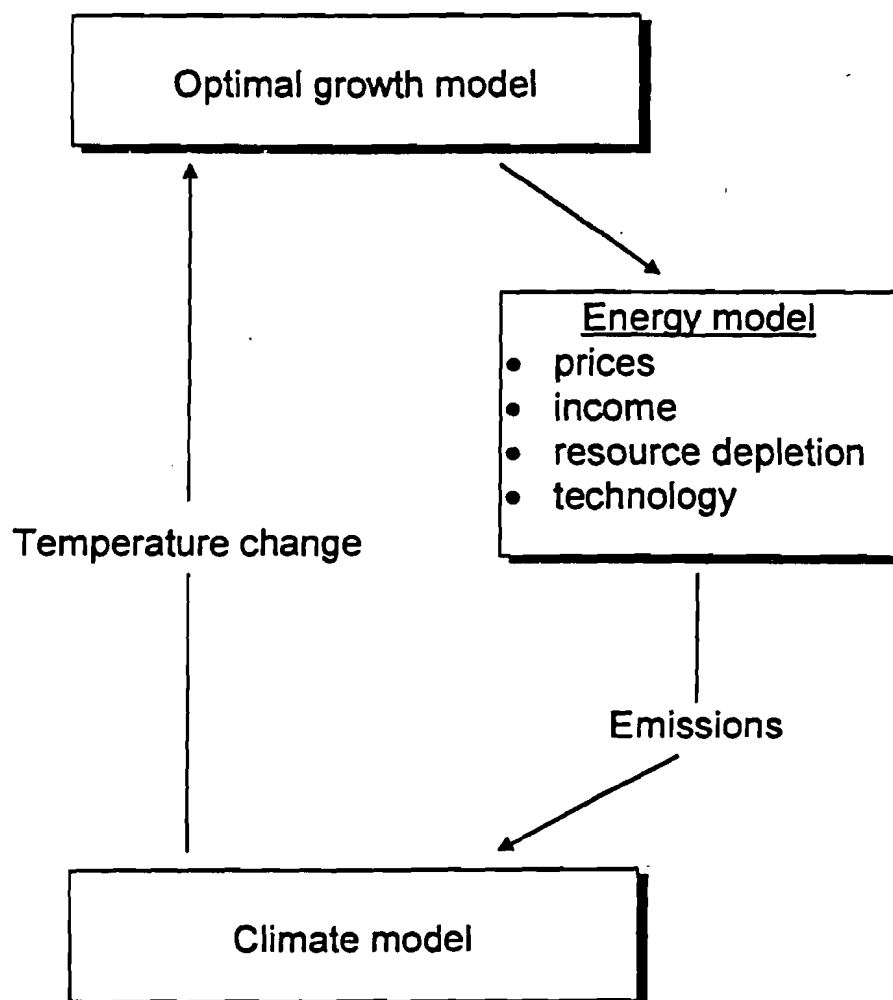 Optimal growth model
Energy model
• prices
• income
• resource depletion
• technology
Temperature change
Emissions
Climate model